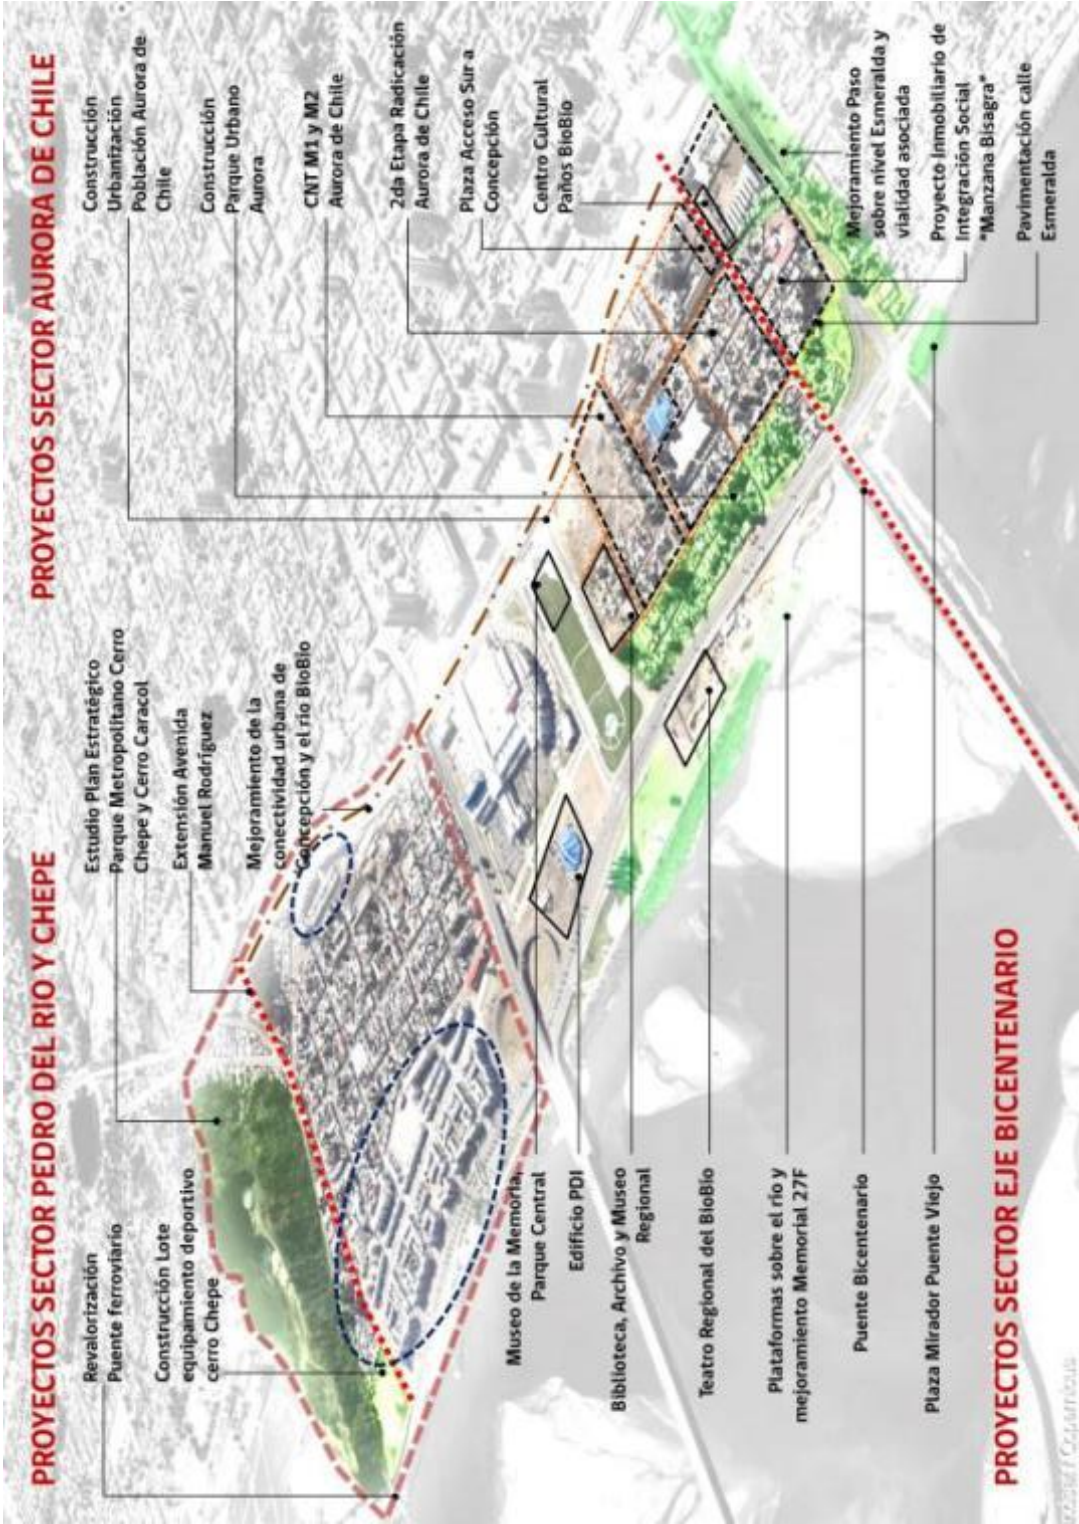 PROYECTOS SECTOR PEDRO DEL RIO Y CHEPE
Revalorización
Puente ferroviario
Construcción Lote
equipamiento deportivo
cerro Chepe
Estudio Plan Estratégico
Parque Metropolitano Cerro
Chepe y Cerro Caracol
Extensión Avenida
Manuel Rodríguez
Mejoramiento de la
conectividad urbana de
Concepción y el río BioBio
PROYECTOS SECTOR AURORA DE CHILE
Construcción
Urbanización
Población Aurora de
Chile
Construcción
Parque Urbano
Aurora
CNT M1 y M2
Aurora de Chile
2da Etapa Radicación
Aurora de Chile
Plaza Acceso Sur a
Concepción
Centro Cultural
Paños BioBio
Mejoramiento Paso
sobre nivel Esmeralda y
vialidad asociada
Proyecto Inmobiliario de
Integración Social
"Manzana Bisagra"
Pavimentación calle
Esmeralda
Museo de la Memoria,
Parque Central
Edificio PDI
Biblioteca, Archivo y Museo
Regional
Teatro Regional del BioBio
Plataformas sobre el río y
mejoramiento Memorial 27F
Puente Bicentenario
Plaza Mirador Puente Viejo
PROYECTOS SECTOR EJE BICENTENARIO
Copernicus